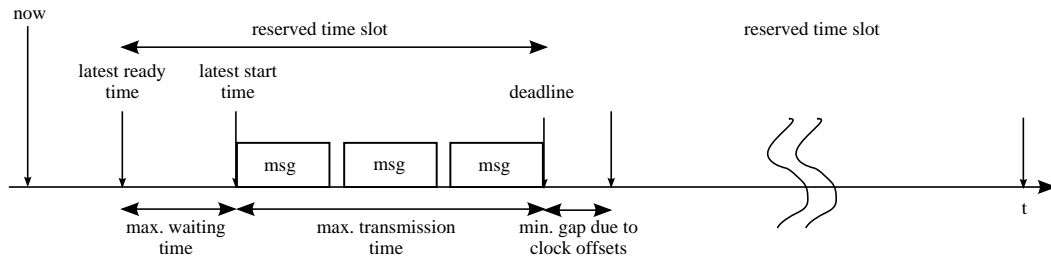 now
reserved time slot
reserved time slot
latest ready
time
latest start
time
deadline
msg
msg
msg
max. waiting
time
max. transmission
time
min. gap due to
clock offsets
t